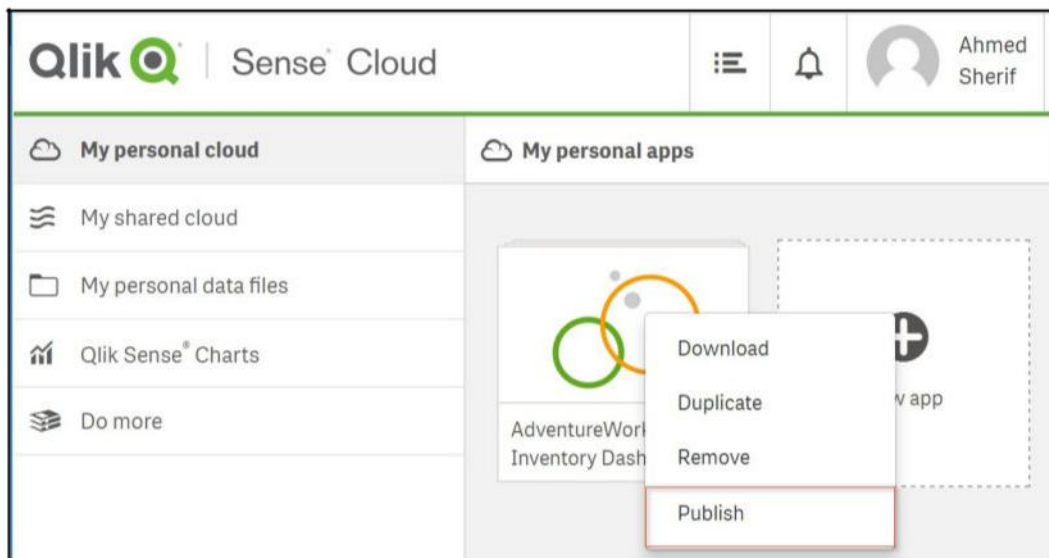 Qlik Sense® Cloud
Ahmed
Sherif
My personal cloud
My personal apps
My shared cloud
My personal data files
Qlik Sense® Charts
Do more
AdventureWor
Inventory Dash
Download
Duplicate
Remove
Publish
w app